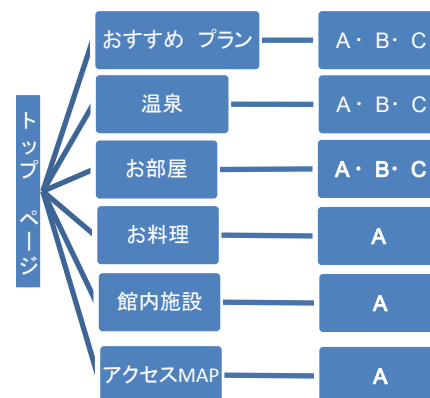 トップ ページ
おすすめ プラン
A・B・C
温泉
A・B・C
お部屋
A・B・C
お料理
A
館内施設
A
アクセスMAP
A